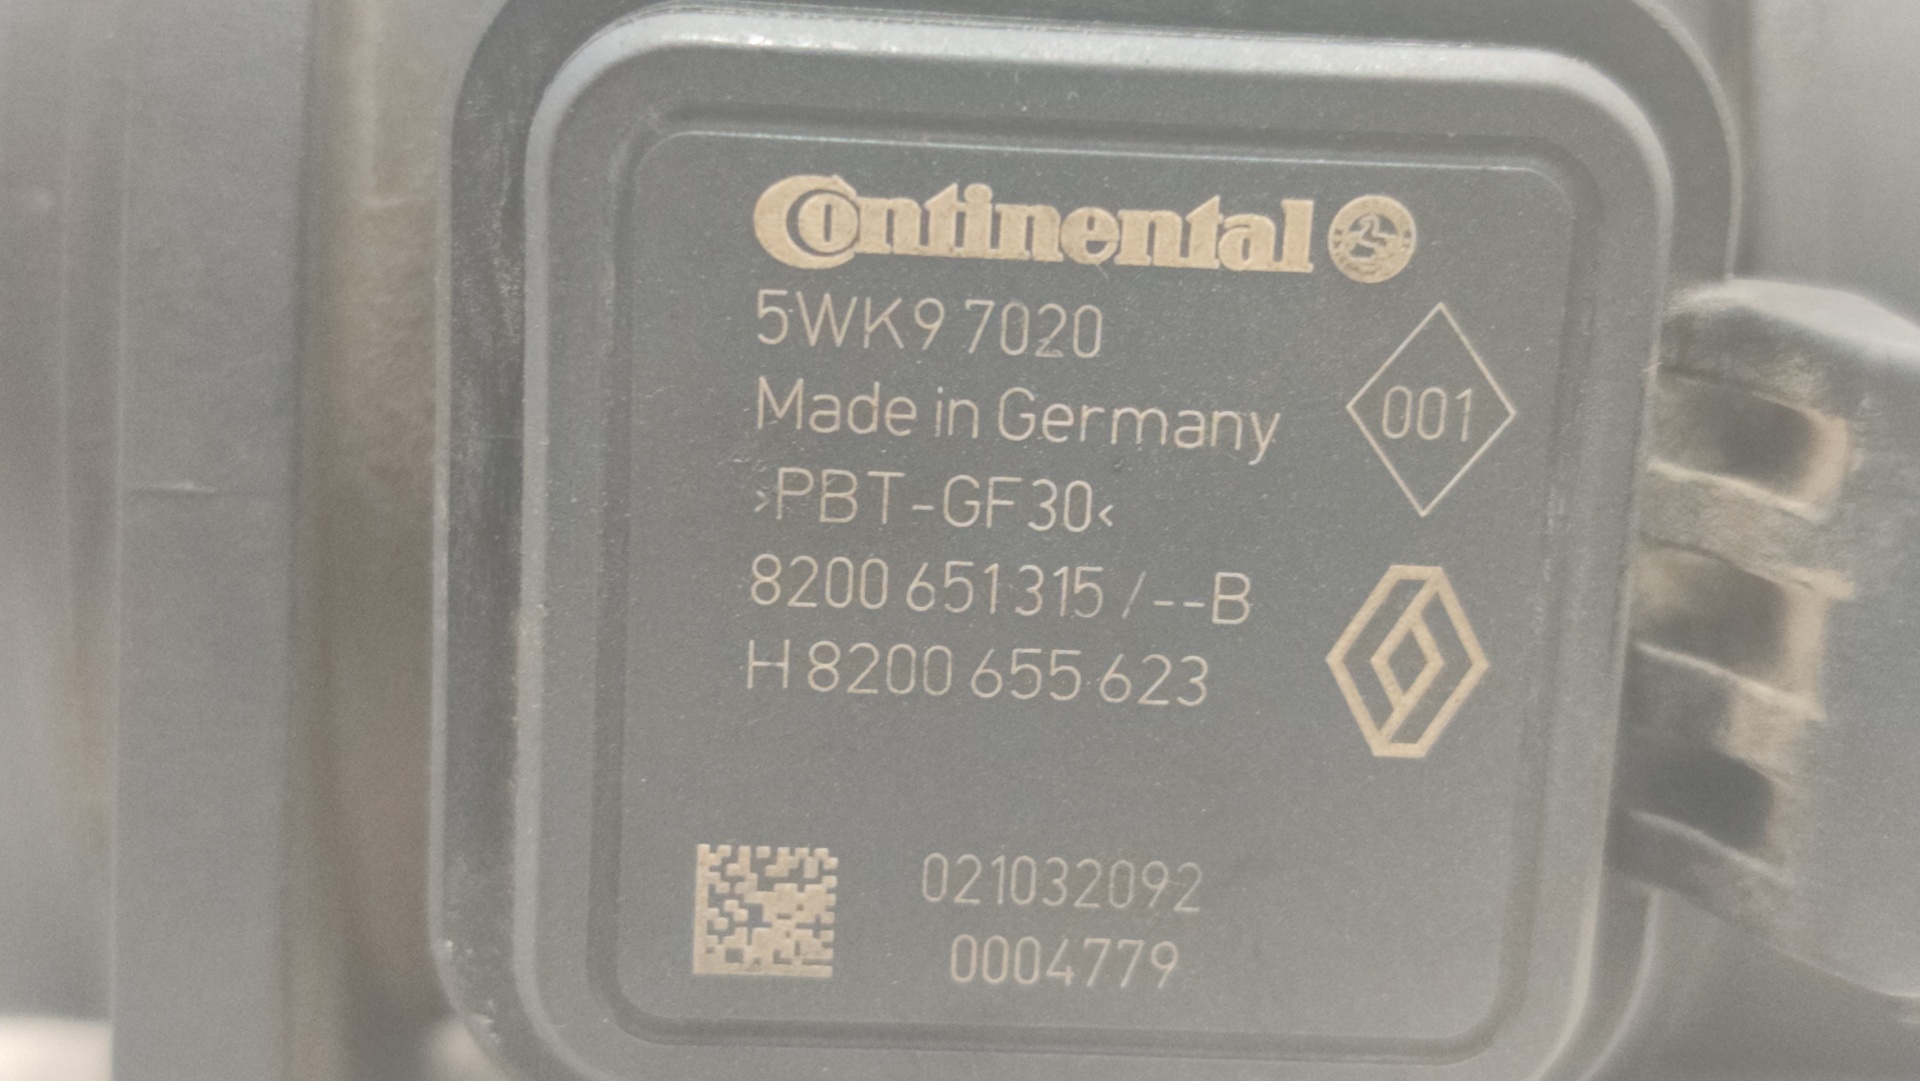 Continental
5WK9 7020
Made in Germany
001
>PBT-GF30<
8200 651 315 /--B
H 8200 655 623
021032092
0004779